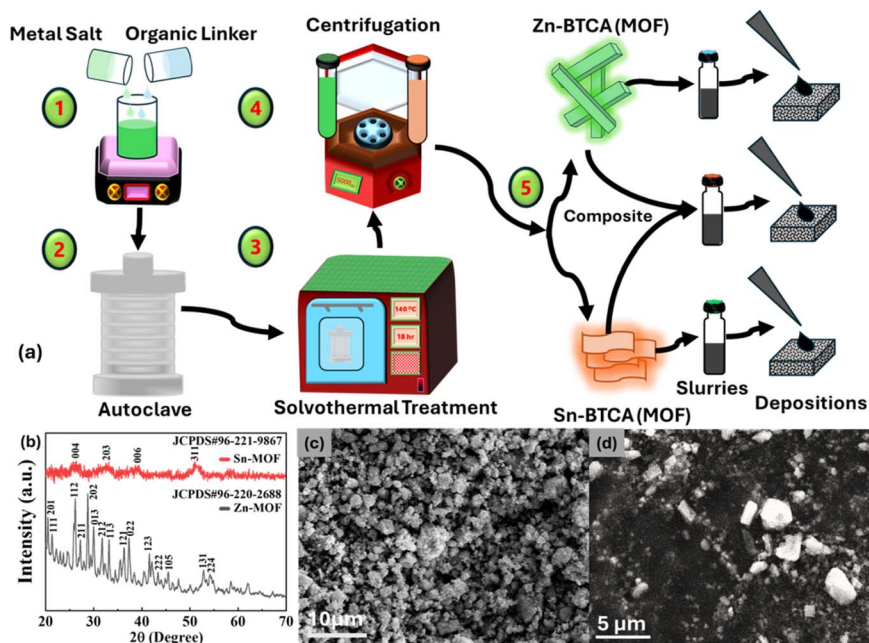 Metal Salt
Organic Linker
Centrifugation
Zn-BTCA (MOF)
1
4
5000
5
Composite
2
3
140 °C
18 hr
(a)
Autoclave
Solvothermal Treatment
Sn-BTCA (MOF)
Slurries
Depositions
(b)
JCPDS#96-221-9867
Sn-MOF
004
203
006
311
JCPDS#96-220-2688
Zn-MOF
201
111
112
211
202
013
212
113
121
022
123
222
105
131
224
Intensity (a.u.)
20 30 40 50 60 70
2θ (Degree)
(c)
10μm
(d)
5 μm